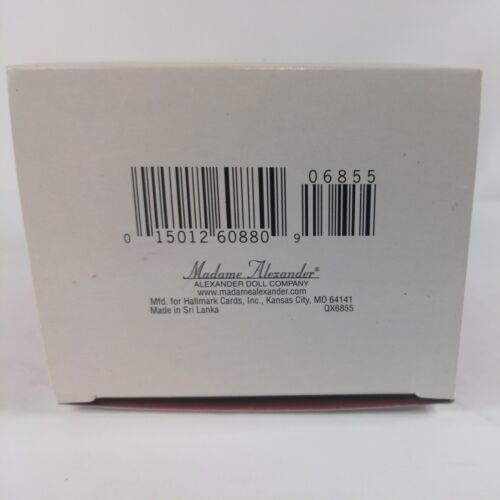 06855
0 15012 60880 9
Madame Alexander®
ALEXANDER DOLL COMPANY
www.madamealexander.com
Mfd. for Hallmark Cards, Inc., Kansas City, MO 64141
Made in Sri Lanka QX6855